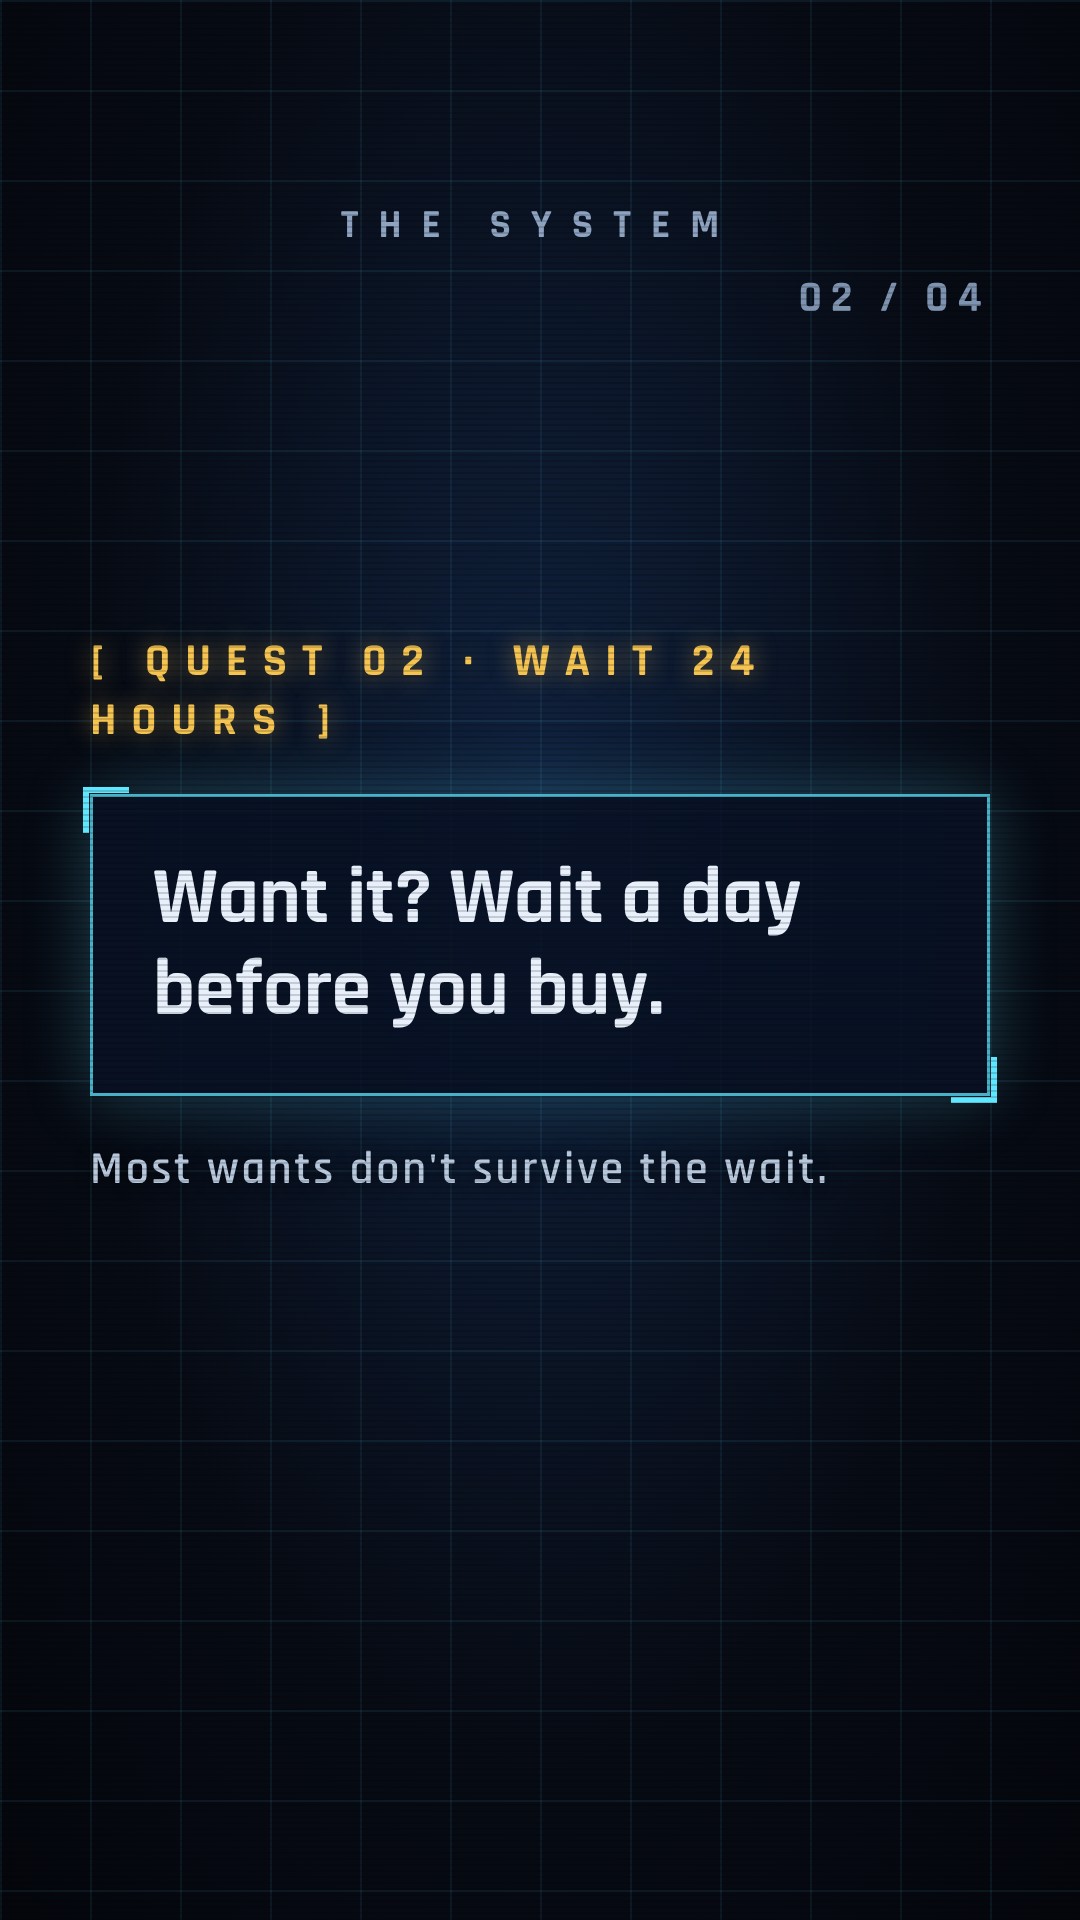 THE SYSTEM
02 / 04
[ QUEST 02 · WAIT 24
HOURS ]
Want it? Wait a day
before you buy.
Most wants don't survive the wait.